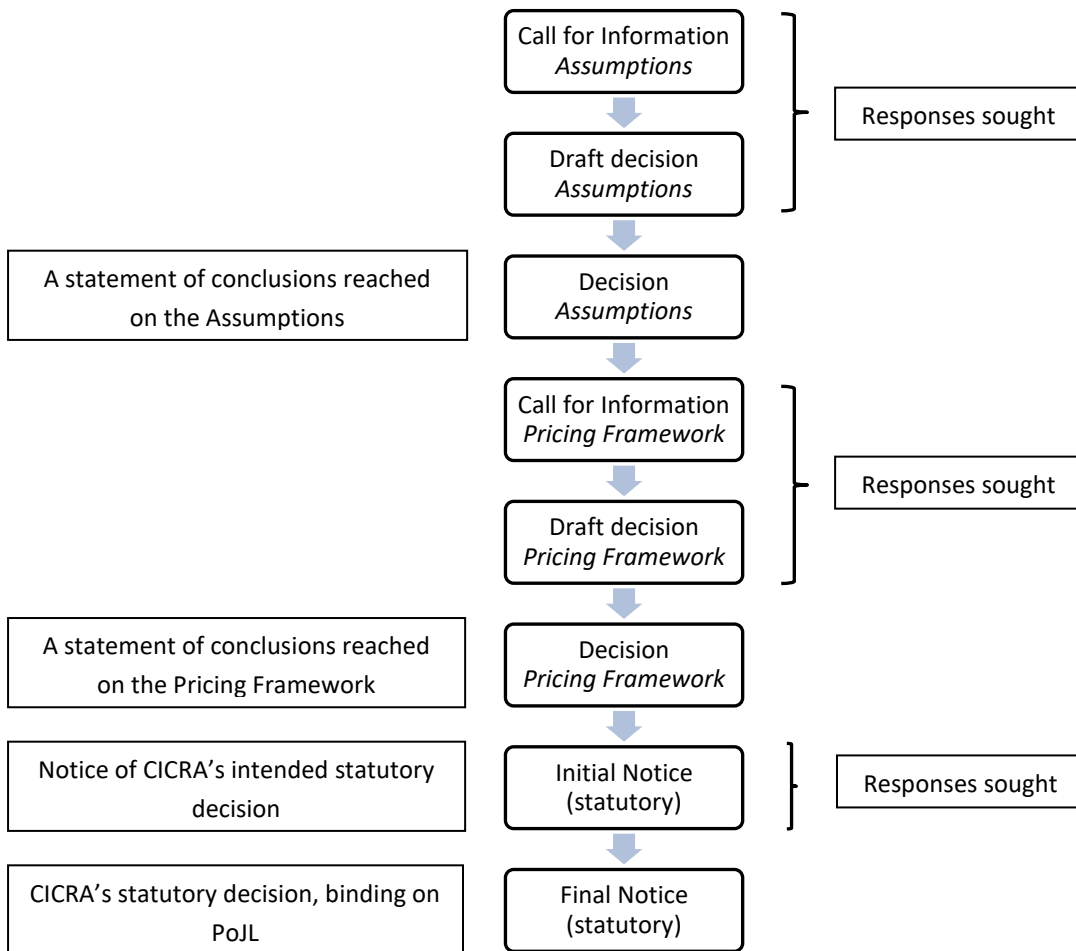 Call for Information
Assumptions
Responses sought
Draft decision
Assumptions
A statement of conclusions reached
on the Assumptions
Decision
Assumptions
Call for Information
Pricing Framework
Responses sought
Draft decision
Pricing Framework
A statement of conclusions reached
on the Pricing Framework
Decision
Pricing Framework
Notice of CICRA’s intended statutory
decision
Initial Notice
(statutory)
Responses sought
CICRA’s statutory decision, binding on
PoJL
Final Notice
(statutory)